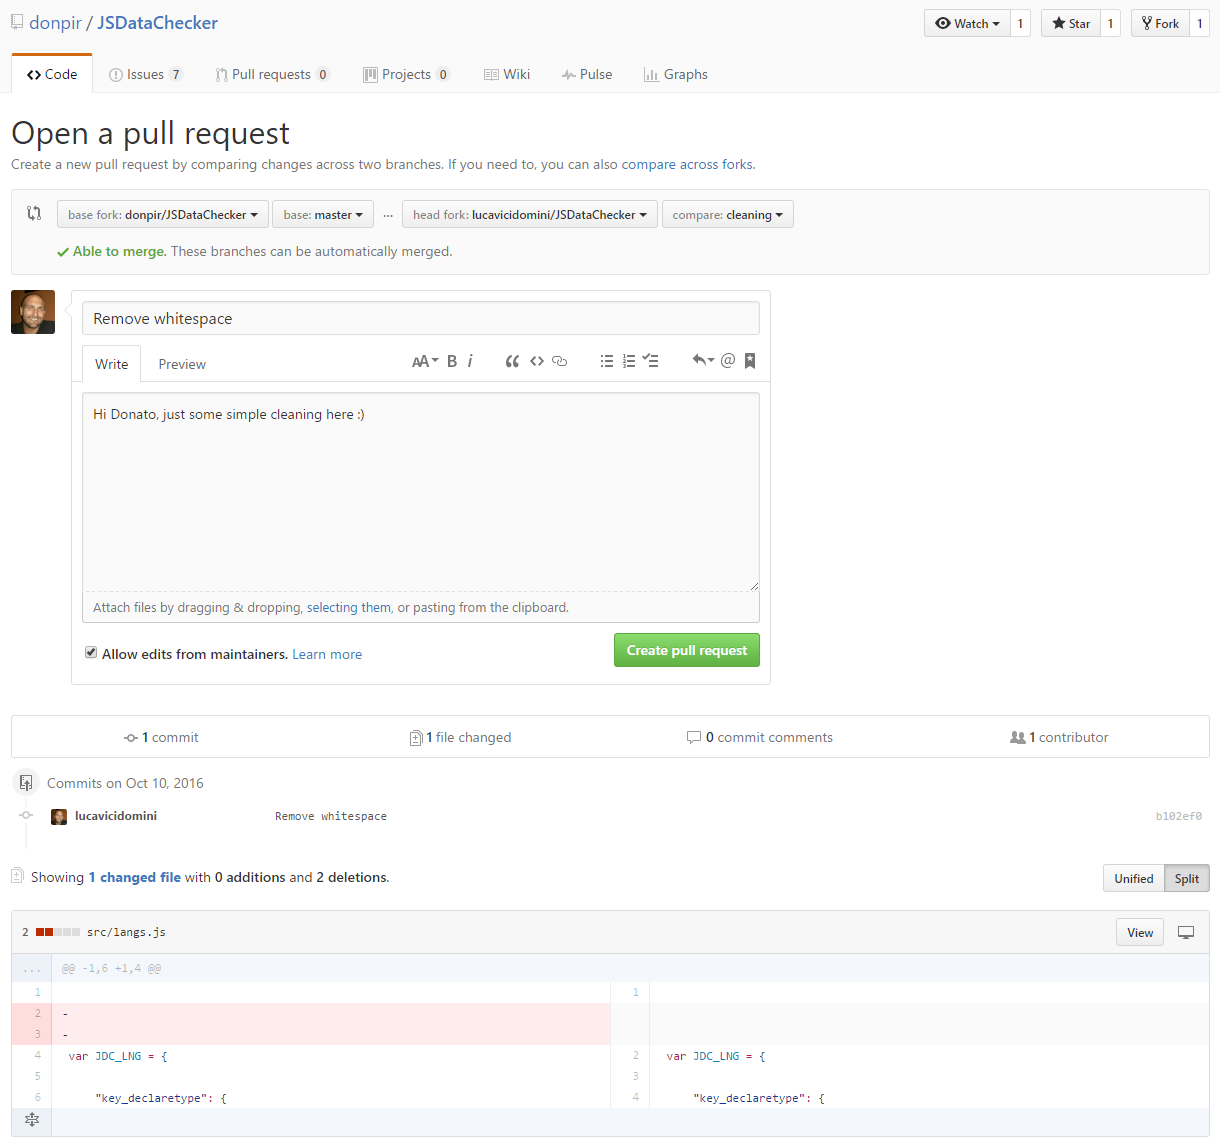 donpir / JSDataChecker
Watch 1 Star 1 Fork 1
Code Issues 7 Pull requests 0 Projects 0 Wiki Pulse Graphs
Open a pull request
Create a new pull request by comparing changes across two branches. If you need to, you can also compare across forks.
base fork: donpir/JSDataChecker base: master ... head fork: lucavicidomini/JSDataChecker compare: cleaning
Able to merge. These branches can be automatically merged.
Remove whitespace
Write Preview AA B i @
Hi Donato, just some simple cleaning here :)
Attach files by dragging & dropping, selecting them, or pasting from the clipboard.
Allow edits from maintainers. Learn more
Create pull request
1 commit 1 file changed 0 commit comments 1 contributor
Commits on Oct 10, 2016
lucavicidomini Remove whitespace b102ef0
Showing 1 changed file with 0 additions and 2 deletions.
Unified Split
2 src/langs.js View
... @@ -1,6 +1,4 @@
1 1
2 -
3 -
4 var JDC_LNG = { 2 var JDC_LNG = {
5 3
6 "key_declaretype": { 4 "key_declaretype": {